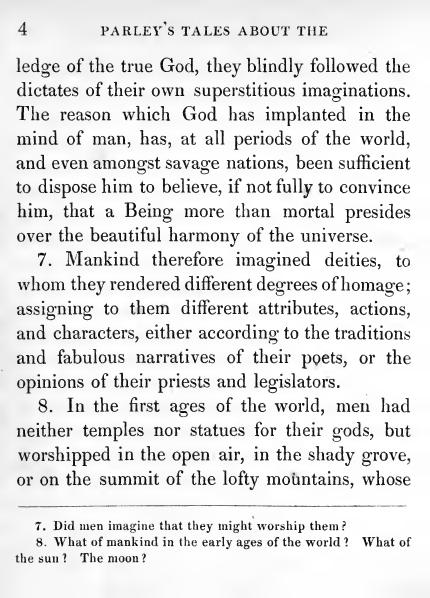 4 PARLEY'S TALES ABOUT THE
ledge of the true God, they blindly followed the
dictates of their own superstitious imaginations.
The reason which God has implanted in the
mind of man, has, at all periods of the world,
and even amongst savage nations, been sufficient
to dispose him to believe, if not fully to convince
him, that a Being more than mortal presides
over the beautiful harmony of the universe.
7. Mankind therefore imagined deities, to
whom they rendered different degrees of homage;
assigning to them different attributes, actions,
and characters, either according to the traditions
and fabulous narratives of their poets, or the
opinions of their priests and legislators.
8. In the first ages of the world, men had
neither temples nor statues for their gods, but
worshipped in the open air, in the shady grove,
or on the summit of the lofty mountains, whose
7. Did men imagine that they might worship them?
8. What of mankind in the early ages of the world? What of
the sun? The moon?